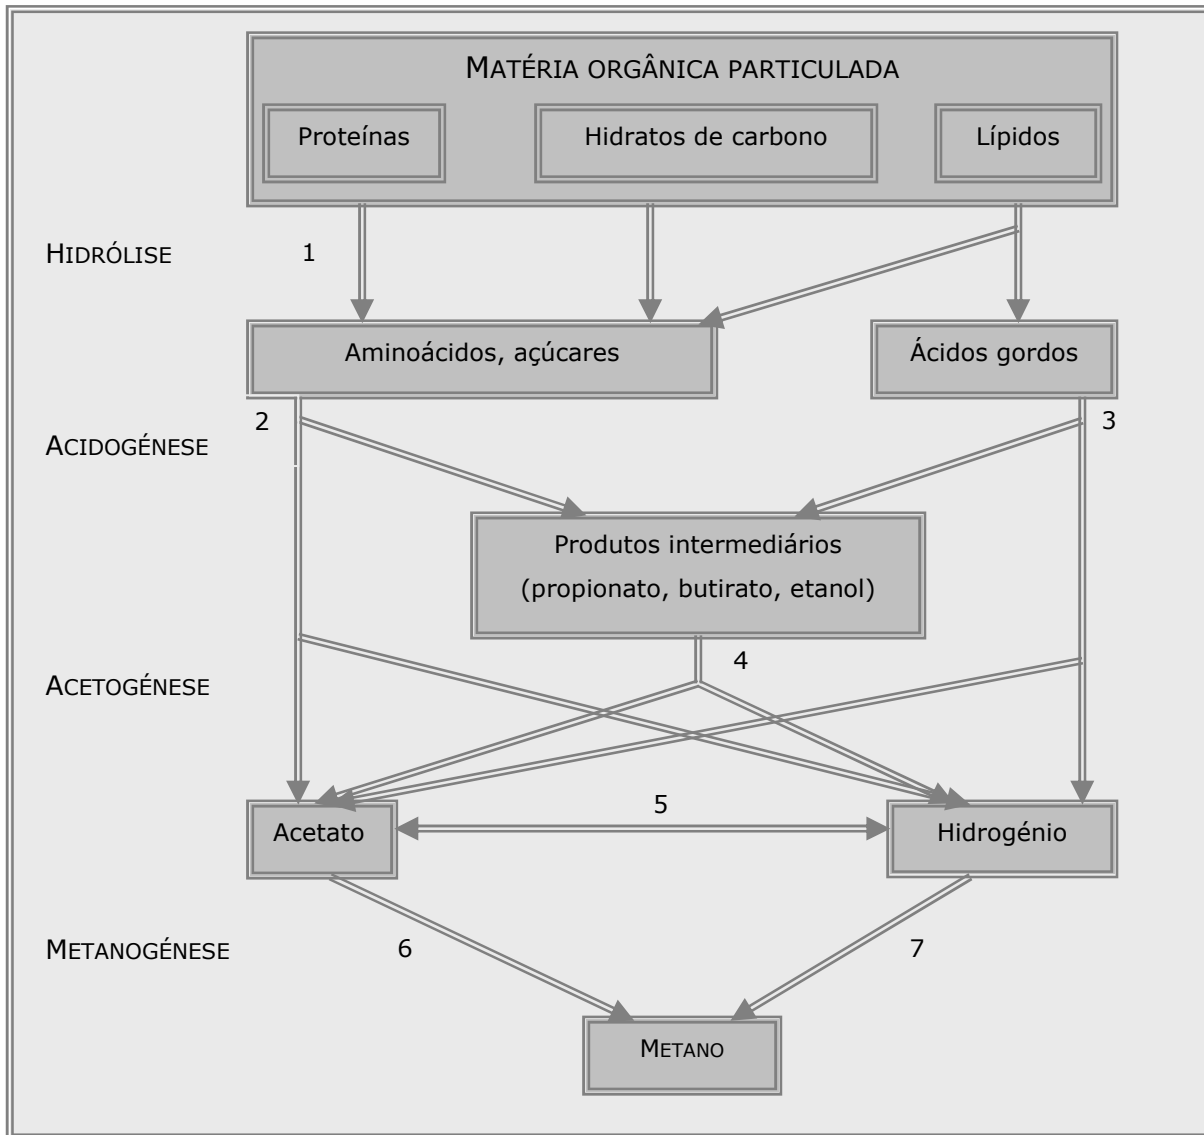 MATÉRIA ORGÂNICA PARTICULADA
Proteínas
Hidratos de carbono
Lípidos
HIDRÓLISE
1
Aminoácidos, açúcares
Ácidos gordos
2
3
ACIDOGÉNESE
Produtos intermediários
(propionato, butirato, etanol)
4
ACETOGÉNESE
5
Acetato
Hidrogénio
METANOGÉNESE
6
7
METANO